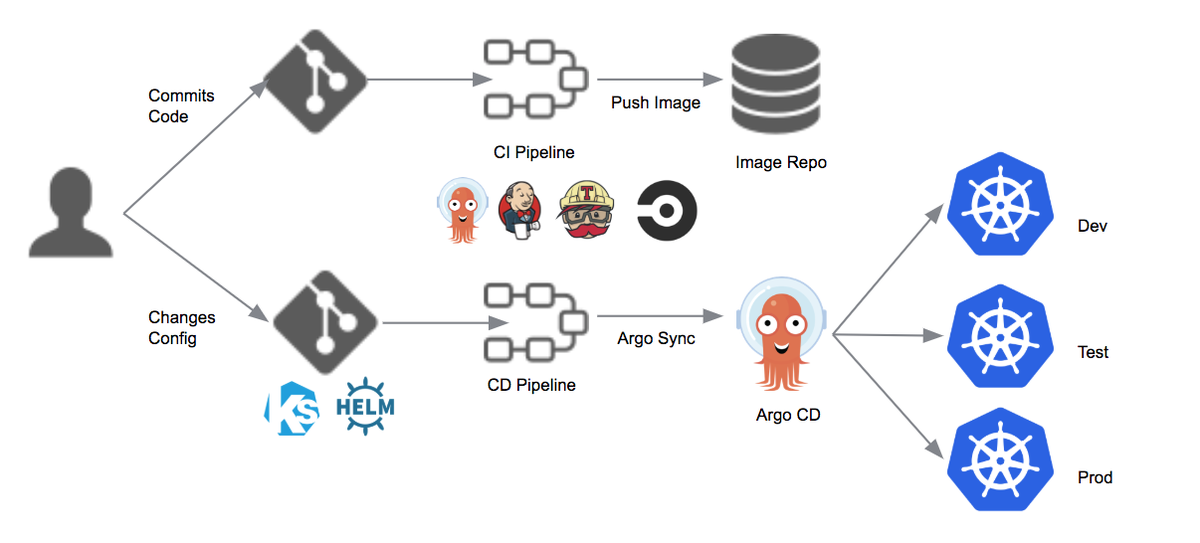 Commits
Code
CI Pipeline
Push Image
Image Repo
T
Dev
Changes
Config
Ks
HELM
CD Pipeline
Argo Sync
Argo CD
Test
Prod